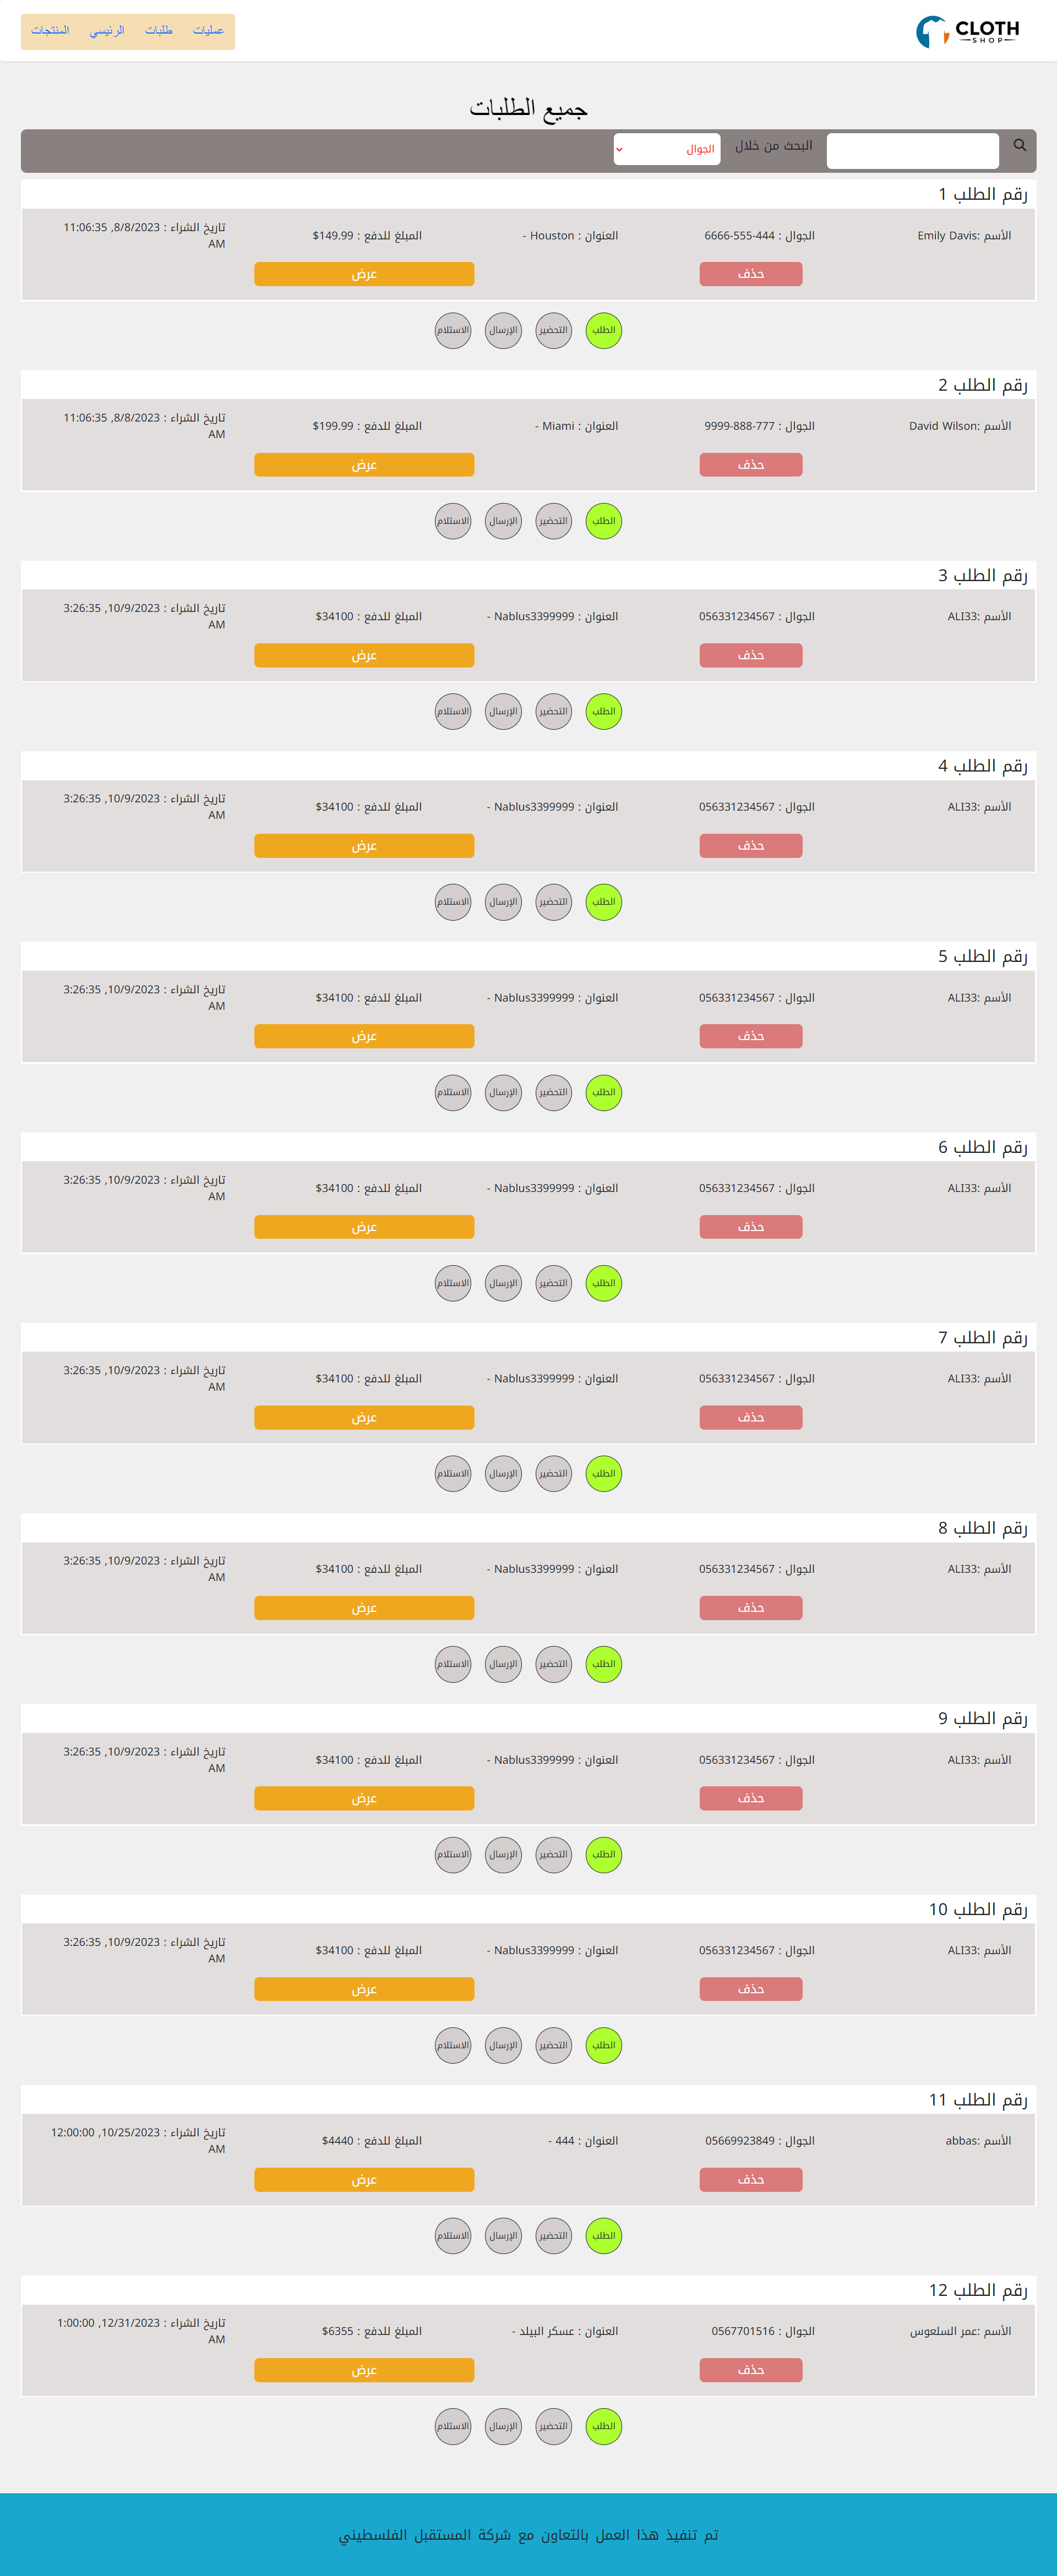 CLOTH
SHOP
عمليات طلبات الرئيسي المنتجات
جميع الطلبات
البحث من خلال الجوال
رقم الطلب 1
الأسم :Emily Davis الجوال : 444-555-6666 العنوان : Houston - المبلغ للدفع : 149.99$ تاريخ الشراء : 8/8/2023, 11:06:35
AM
حذف عرض
الطلب التحضير الإرسال الاستلام
رقم الطلب 2
الأسم :David Wilson الجوال : 777-888-9999 العنوان : Miami - المبلغ للدفع : 199.99$ تاريخ الشراء : 8/8/2023, 11:06:35
AM
حذف عرض
الطلب التحضير الإرسال الاستلام
رقم الطلب 3
الأسم :ALI33 الجوال : 056331234567 العنوان : Nablus3399999 - المبلغ للدفع : 34100$ تاريخ الشراء : 10/9/2023, 3:26:35
AM
حذف عرض
الطلب التحضير الإرسال الاستلام
رقم الطلب 4
الأسم :ALI33 الجوال : 056331234567 العنوان : Nablus3399999 - المبلغ للدفع : 34100$ تاريخ الشراء : 10/9/2023, 3:26:35
AM
حذف عرض
الطلب التحضير الإرسال الاستلام
رقم الطلب 5
الأسم :ALI33 الجوال : 056331234567 العنوان : Nablus3399999 - المبلغ للدفع : 34100$ تاريخ الشراء : 10/9/2023, 3:26:35
AM
حذف عرض
الطلب التحضير الإرسال الاستلام
رقم الطلب 6
الأسم :ALI33 الجوال : 056331234567 العنوان : Nablus3399999 - المبلغ للدفع : 34100$ تاريخ الشراء : 10/9/2023, 3:26:35
AM
حذف عرض
الطلب التحضير الإرسال الاستلام
رقم الطلب 7
الأسم :ALI33 الجوال : 056331234567 العنوان : Nablus3399999 - المبلغ للدفع : 34100$ تاريخ الشراء : 10/9/2023, 3:26:35
AM
حذف عرض
الطلب التحضير الإرسال الاستلام
رقم الطلب 8
الأسم :ALI33 الجوال : 056331234567 العنوان : Nablus3399999 - المبلغ للدفع : 34100$ تاريخ الشراء : 10/9/2023, 3:26:35
AM
حذف عرض
الطلب التحضير الإرسال الاستلام
رقم الطلب 9
الأسم :ALI33 الجوال : 056331234567 العنوان : Nablus3399999 - المبلغ للدفع : 34100$ تاريخ الشراء : 10/9/2023, 3:26:35
AM
حذف عرض
الطلب التحضير الإرسال الاستلام
رقم الطلب 10
الأسم :ALI33 الجوال : 056331234567 العنوان : Nablus3399999 - المبلغ للدفع : 34100$ تاريخ الشراء : 10/9/2023, 3:26:35
AM
حذف عرض
الطلب التحضير الإرسال الاستلام
رقم الطلب 11
الأسم :abbas الجوال : 05669923849 العنوان : 444 - المبلغ للدفع : 4440$ تاريخ الشراء : 10/25/2023, 12:00:00
AM
حذف عرض
الطلب التحضير الإرسال الاستلام
رقم الطلب 12
الأسم :عمر السلعوس الجوال : 0567701516 العنوان : عسكر البيلد - المبلغ للدفع : 6355$ تاريخ الشراء : 12/31/2023, 1:00:00
AM
حذف عرض
الطلب التحضير الإرسال الاستلام
تم تنفيذ هذا العمل بالتعاون مع شركة المستقبل الفلسطيني